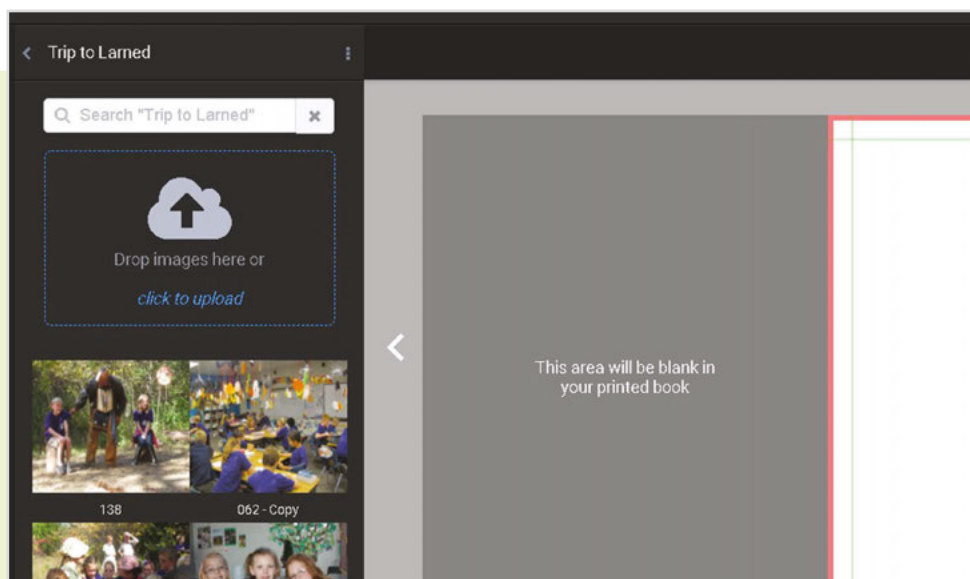 Trip to Larned
Search "Trip to Larned"
Drop images here or
click to upload
This area will be blank in
your printed book
138
062 - Copy